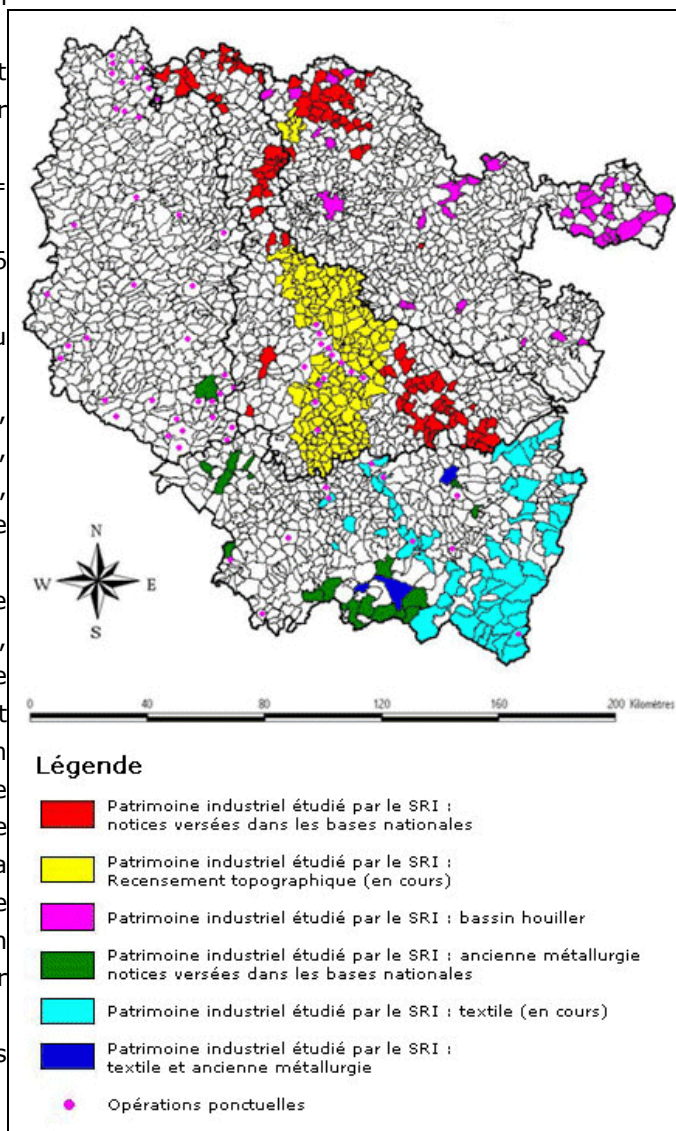 N
W
E
S
0 40 80 120 160 200 Kilomètres
Légende
Patrimoine industriel étudié par le SRI :
notices versées dans les bases nationales
Patrimoine industriel étudié par le SRI :
Recensement topographique (en cours)
Patrimoine industriel étudié par le SRI : bassin houiller
Patrimoine industriel étudié par le SRI : ancienne métallurgie
notices versées dans les bases nationales
Patrimoine industriel étudié par le SRI : textile (en cours)
Patrimoine industriel étudié par le SRI :
textile et ancienne métallurgie
Opérations ponctuelles